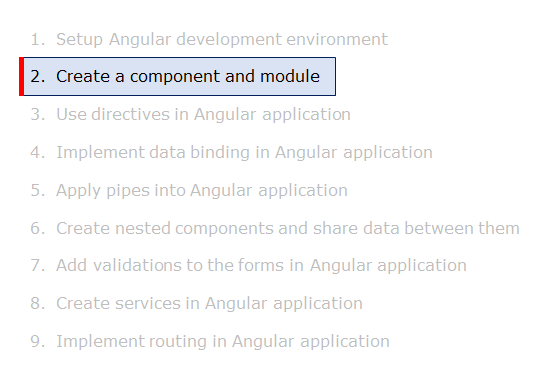 1. Setup Angular development environment
2. Create a component and module
3. Use directives in Angular application
4. Implement data binding in Angular application
5. Apply pipes into Angular application
6. Create nested components and share data between them
7. Add validations to the forms in Angular application
8. Create services in Angular application
9. Implement routing in Angular application